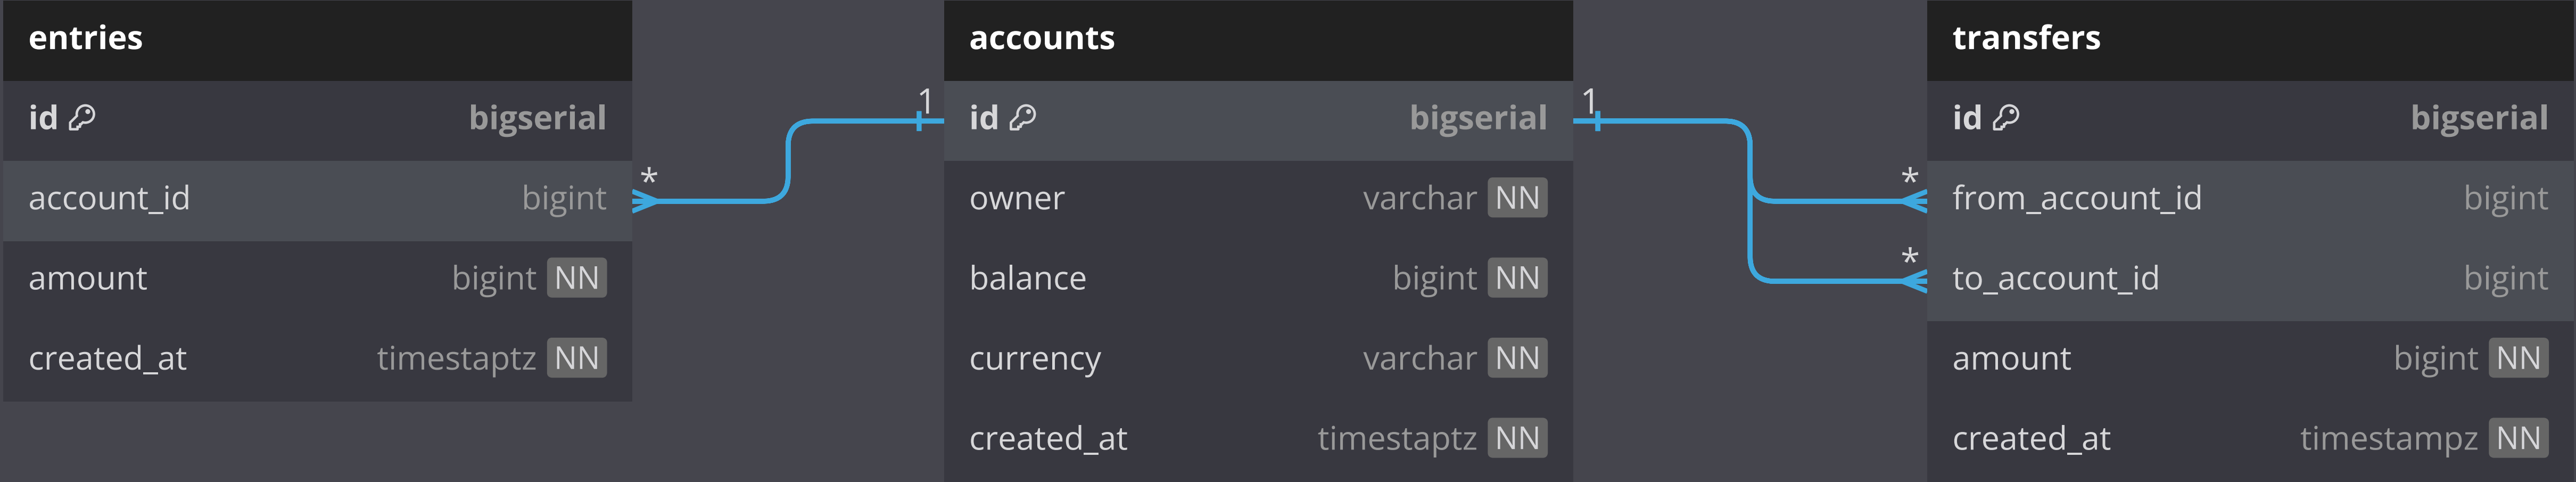 entries
id bigserial
account_id bigint
amount bigint NN
created_at timestaptz NN
1
*
accounts
id bigserial
owner varchar NN
balance bigint NN
currency varchar NN
created_at timestaptz NN
1
*
*
transfers
id bigserial
from_account_id bigint
to_account_id bigint
amount bigint NN
created_at timestampz NN